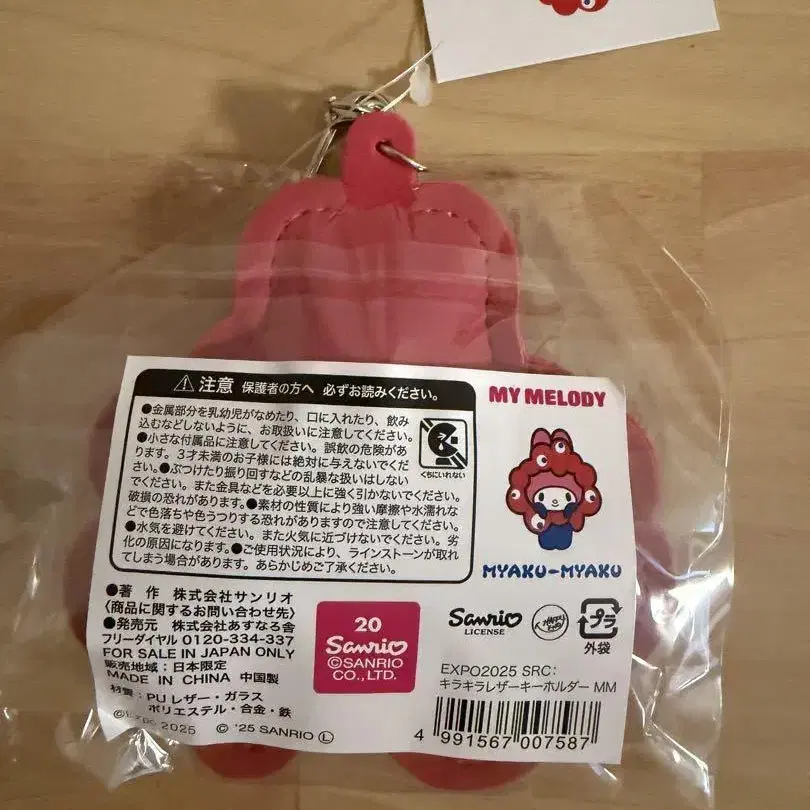 ⚠注意 保護者の方へ 必ずお読みください。
●金属部分を乳幼児がなめたり、口に入れたり、飲み
込むなどしないように、お取扱いに注意してください。
●小さな付属品に注意してください。誤飲の危険があ
ります。3才未満のお子様には絶対に与えないでくだ
さい。●ぶつけたり振り回すなどの乱暴な扱いはしない
でください。また金具などを必要以上に強く引かないでください。
破損の恐れがあります。●素材の性質により強い摩擦や水濡れな
どで色落ちや色うつりする恐れがありますので注意してください。
●水気を避けてください。また火気に近づけないでください。劣
化の原因になります。●ご使用状況により、ラインストーンが取れ
てしまう場合があります。あらかじめご了承ください。
くちにいれない
MY MELODY
MYAKU-MYAKU
●著 作 株式会社サンリオ
〈商品に関するお問い合わせ先〉
●発売元 株式会社あすなる舎
フリーダイヤル 0120-334-337
FOR SALE IN JAPAN ONLY
販売地域:日本限定
MADE IN CHINA 中国製
材質:PUレザー・ガラス
ポリエステル・合金・鉄
©Expo 2025 © '25 SANRIO Ⓛ
20
Sanrio
©SANRIO
CO.,LTD.
Sanrio
LICENSE
プラ
外袋
EXPO2025 SRC:
キラキラレザーキーホルダー MM
4 991567 007587